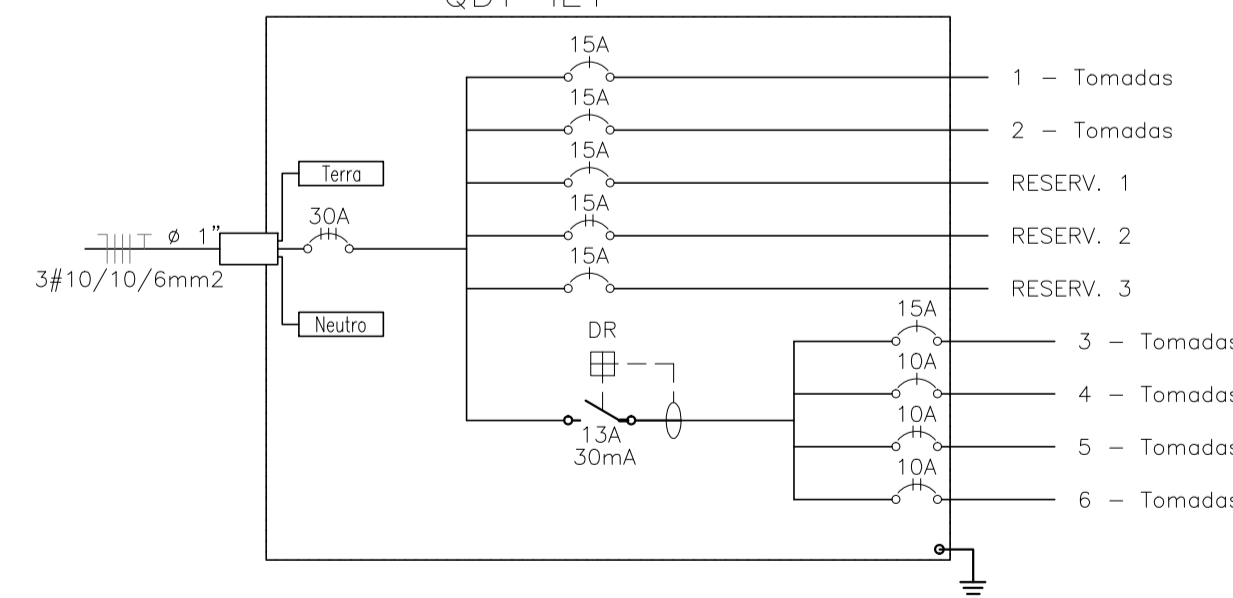 15A
1 - Tomadas
15A
2 - Tomadas
15A
RESERV. 1
Terra
15A
RESERV. 2
30A
ø 1"
3#10/10/6mm2
15A
RESERV. 3
Neutro
15A
3 - Tomadas
DR
10A
4 - Tomadas
13A
30mA
10A
5 - Tomadas
10A
6 - Tomadas